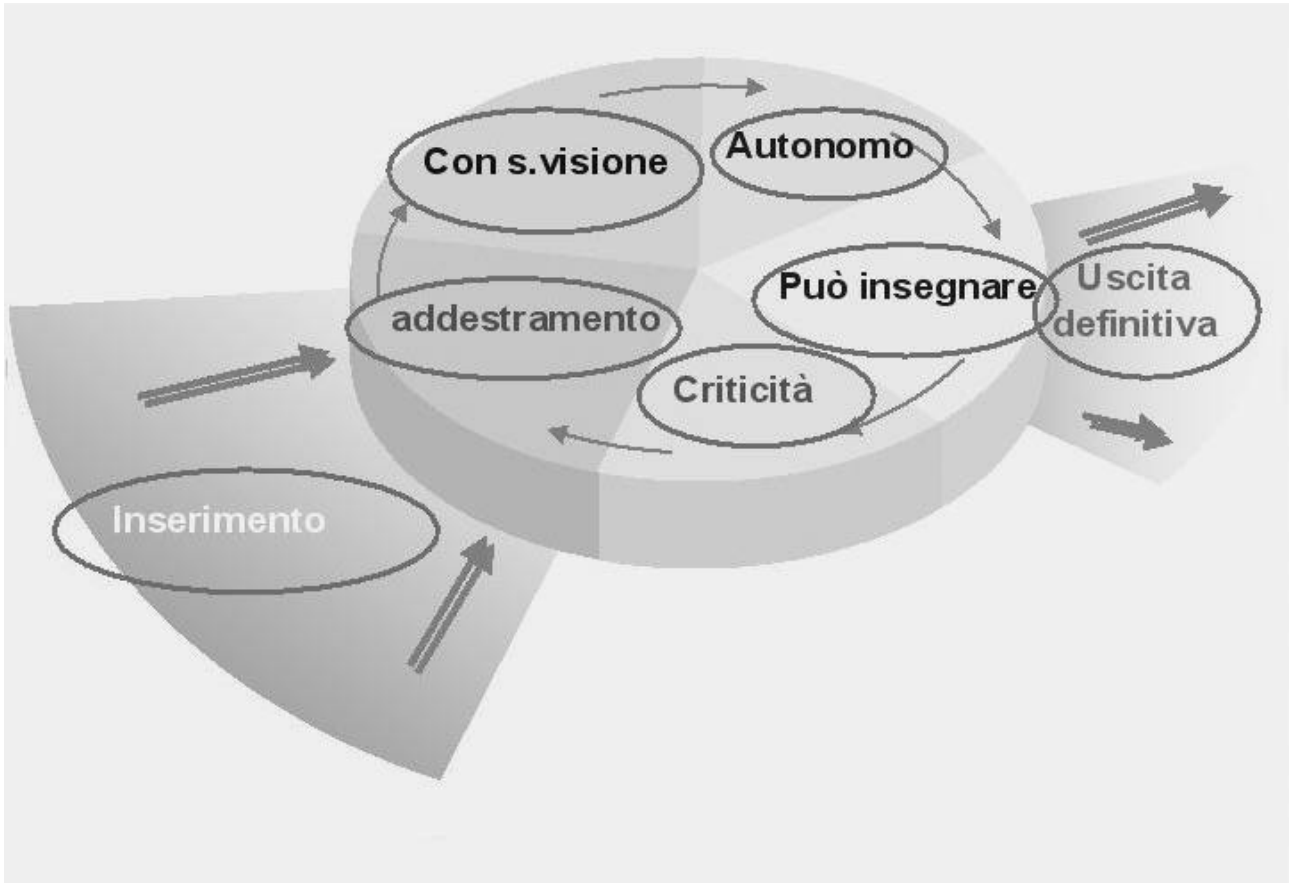 Con s.visione
Autonomo
Può insegnare
Uscita
definitiva
addestramento
Criticità
Inserimento